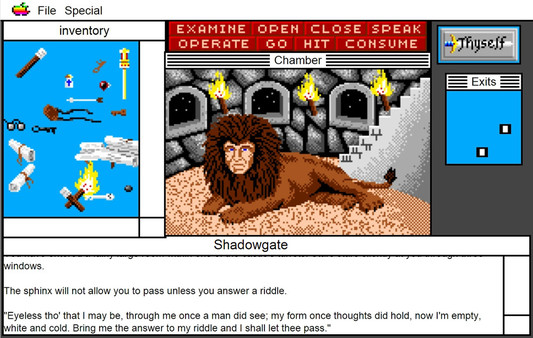 File Special
inventory
EXAMINE OPEN CLOSE SPEAK
OPERATE GO HIT CONSUME
Thyself
Chamber
Exits
Shadowgate
windows.
The sphinx will not allow you to pass unless you answer a riddle.
"Eyeless tho' that I may be, through me once a man did see; my form once thoughts did hold, now I'm empty,
white and cold. Bring me the answer to my riddle and I shall let thee pass."